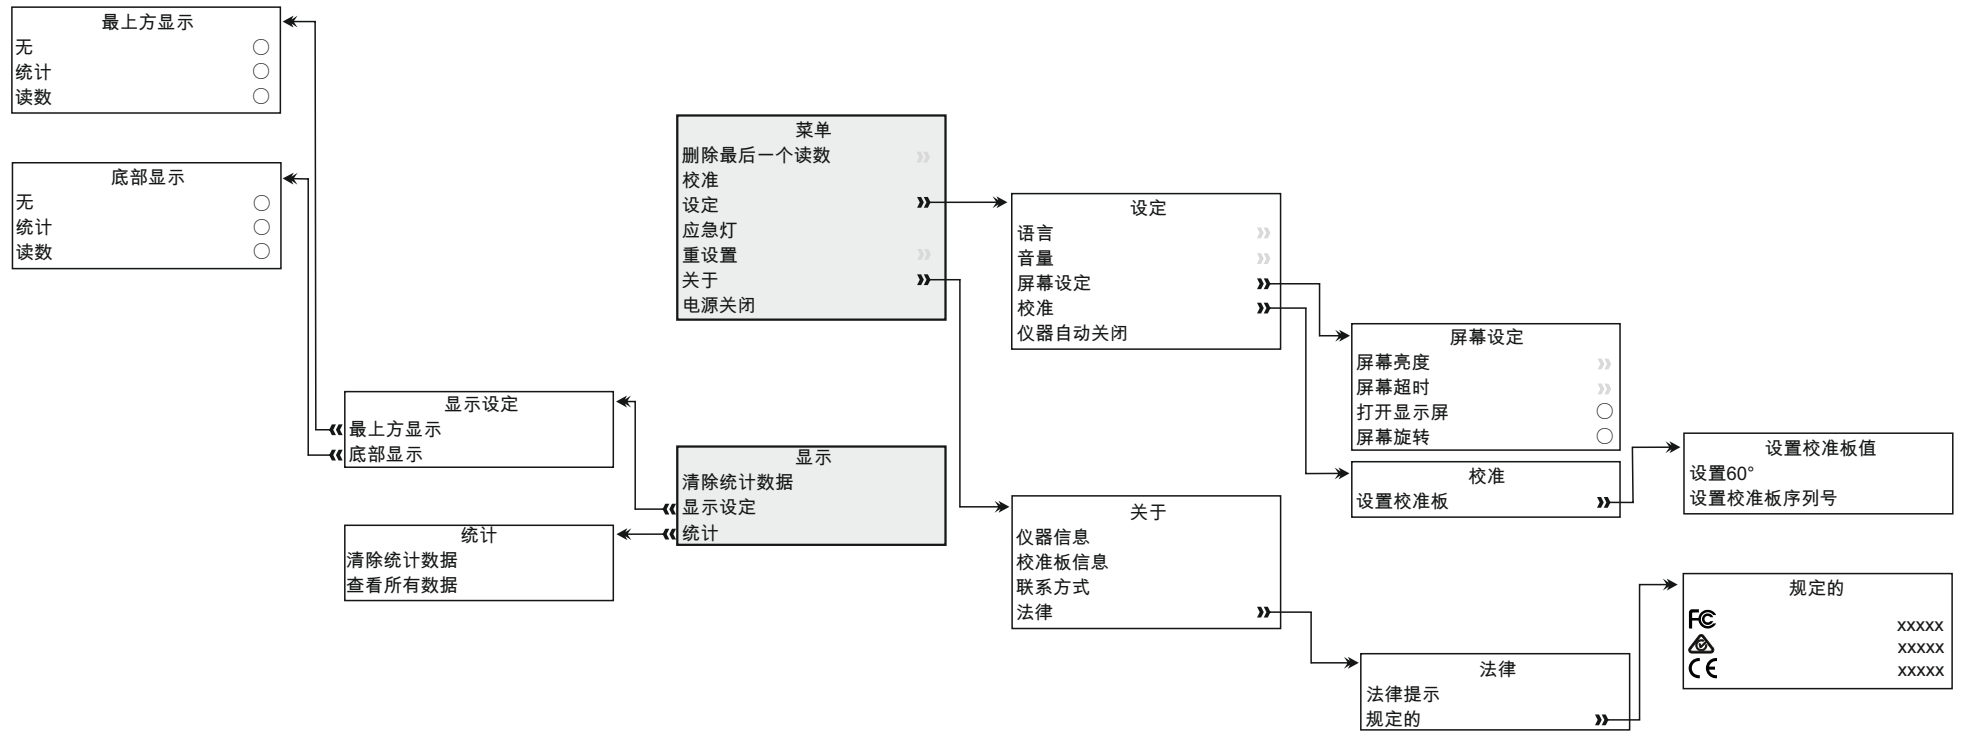 最上方显示
无
统计
读数
底部显示
无
统计
读数
菜单
删除最后一个读数
校准
设定
应急灯
重设置
关于
电源关闭
设定
语言
音量
屏幕设定
校准
仪器自动关闭
屏幕设定
屏幕亮度
屏幕超时
打开显示屏
屏幕旋转
校准
设置校准板
设置校准板值
设置60°
设置校准板序列号
显示设定
最上方显示
底部显示
显示
清除统计数据
显示设定
统计
统计
清除统计数据
查看所有数据
关于
仪器信息
校准板信息
联系方式
法律
法律
法律提示
规定的
规定的
FC xxxxx
xxxxx
CE xxxxx